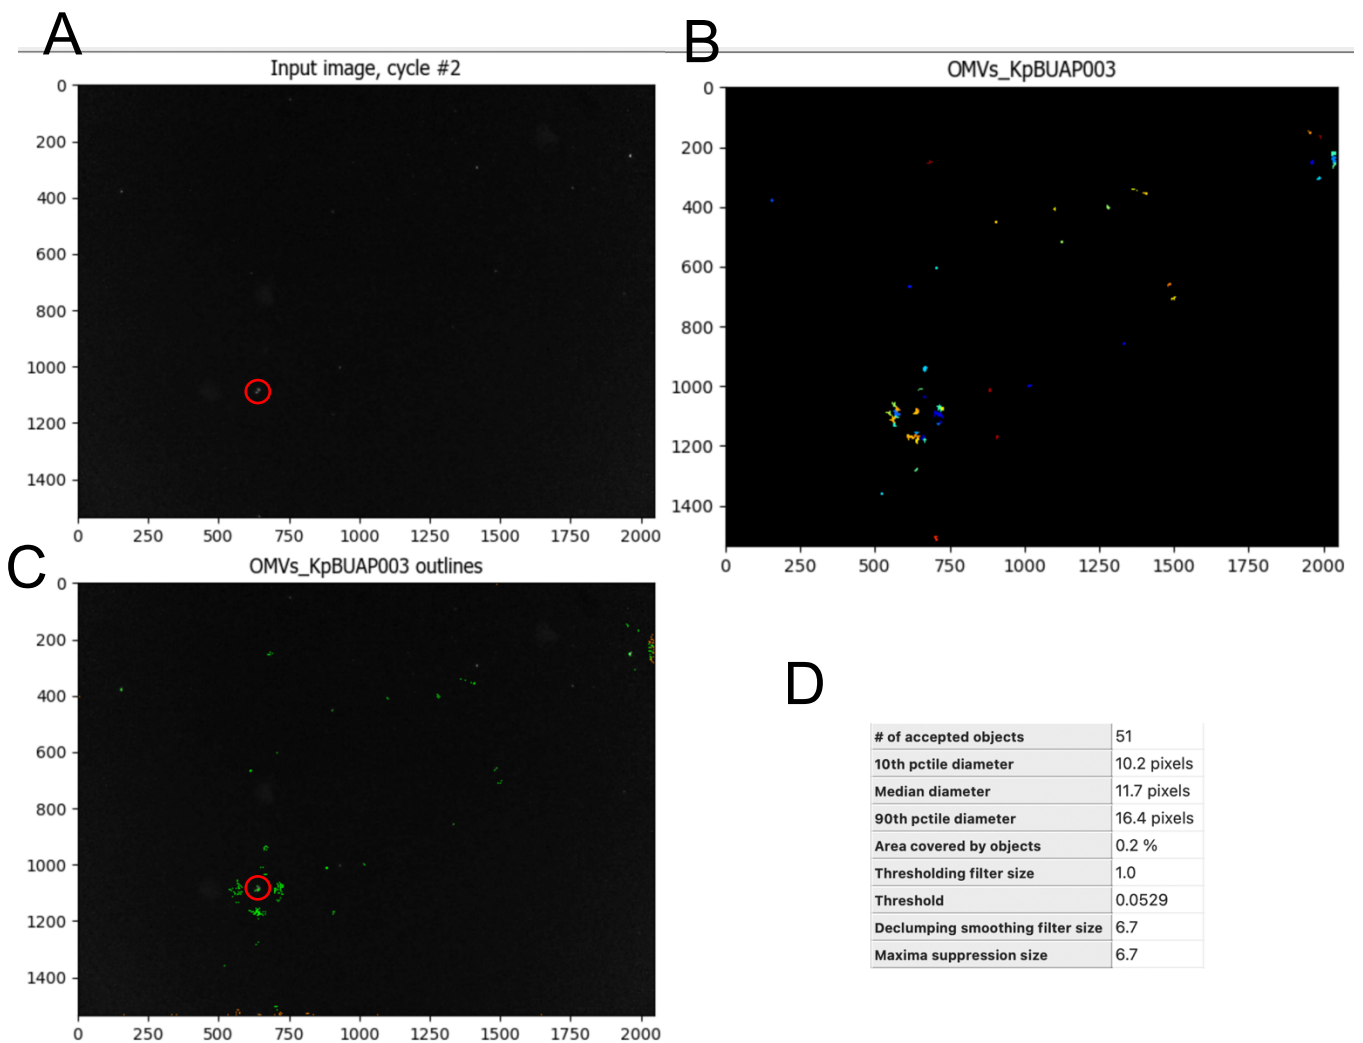 A
Input image, cycle #2
0
200
400
600
800
1000
1200
1400
0 250 500 750 1000 1250 1500 1750 2000
B
OMVs_KpBUAP003
0
200
400
600
800
1000
1200
1400
0 250 500 750 1000 1250 1500 1750 2000
C
OMVs_KpBUAP003 outlines
0
200
400
600
800
1000
1200
1400
0 250 500 750 1000 1250 1500 1750 2000
D
# of accepted objects 51
10th pctile diameter 10.2 pixels
Median diameter 11.7 pixels
90th pctile diameter 16.4 pixels
Area covered by objects 0.2 %
Thresholding filter size 1.0
Threshold 0.0529
Declumping smoothing filter size 6.7
Maxima suppression size 6.7